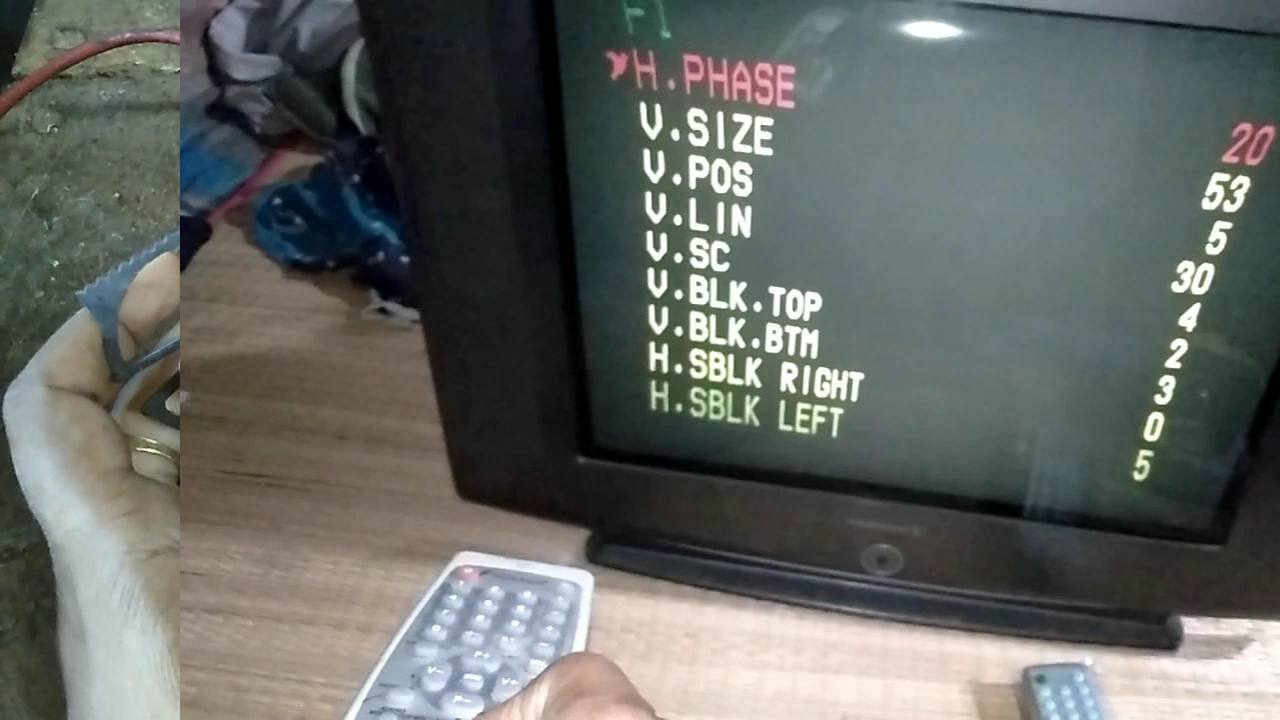 F1
H.PHASE 20
V.SIZE 53
V.POS 5
V.LIN 30
V.SC 4
V.BLK.TOP 2
V.BLK.BTM 3
H.SBLK RIGHT 0
H.SBLK LEFT 5
P+
V-
V+
P-